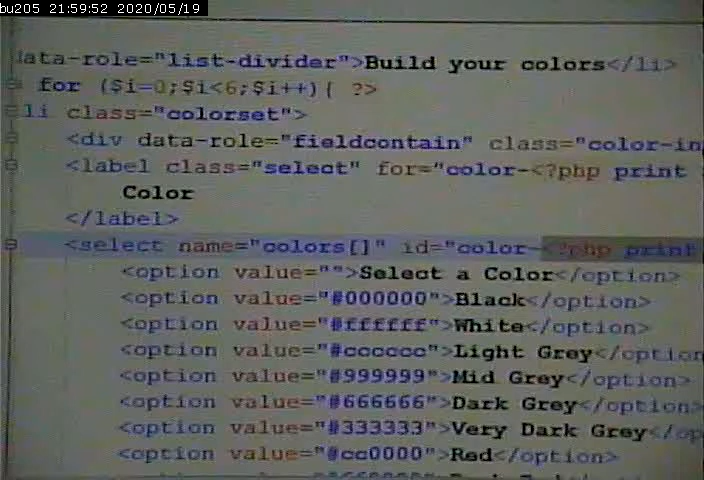 bu205 21:59:52 2020/05/19
data-role="list-divider">Build your colors</li>
for ($i=0;$i<6;$i++){ ?>
li class="colorset">
<div data-role="fieldcontain" class="color-in
<label class="select" for="color-<?php print
Color
</label>
<select name="colors[]" id="color-<?php print
<option value="">Select a Color</option>
<option value="#000000">Black</option>
<option value="#ffffff">White</option>
<option value="#cccccc">Light Grey</option
<option value="#999999">Mid Grey</option>
<option value="#666666">Dark Grey</option>
<option value="#333333">Very Dark Grey</op
<option value="#cc0000">Red</option>